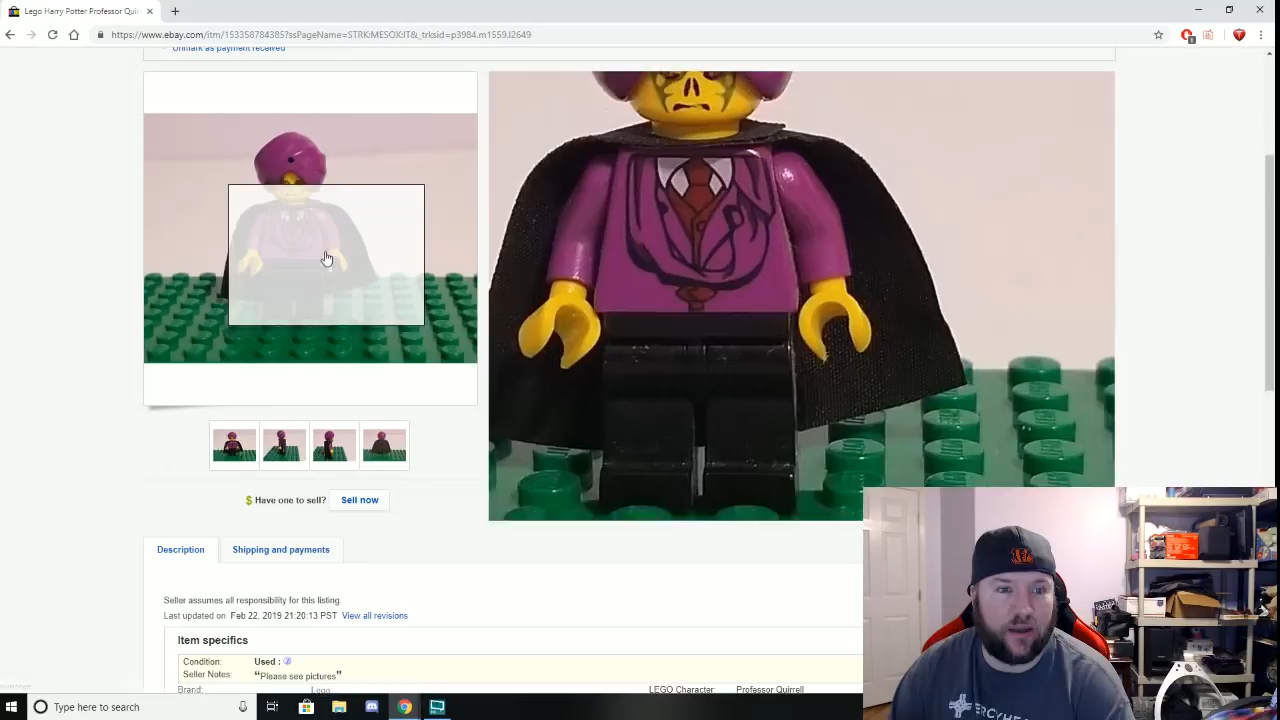 Lego Harry Potter Professor Quirr
https://www.ebay.com/itm/153358784385?ssPageName=STRK:MESOX:IT&_trksid=p3984.m1559.l2649
Unmark as payment received
$ Have one to sell? Sell now
Description Shipping and payments
Seller assumes all responsibility for this listing
Last updated on Feb 22, 2019 21:20:13 PST View all revisions
Item specifics
Condition: Used :
Seller Notes: “Please see pictures”
Brand: Lego LEGO Character: Professor Quirrell
Type here to search